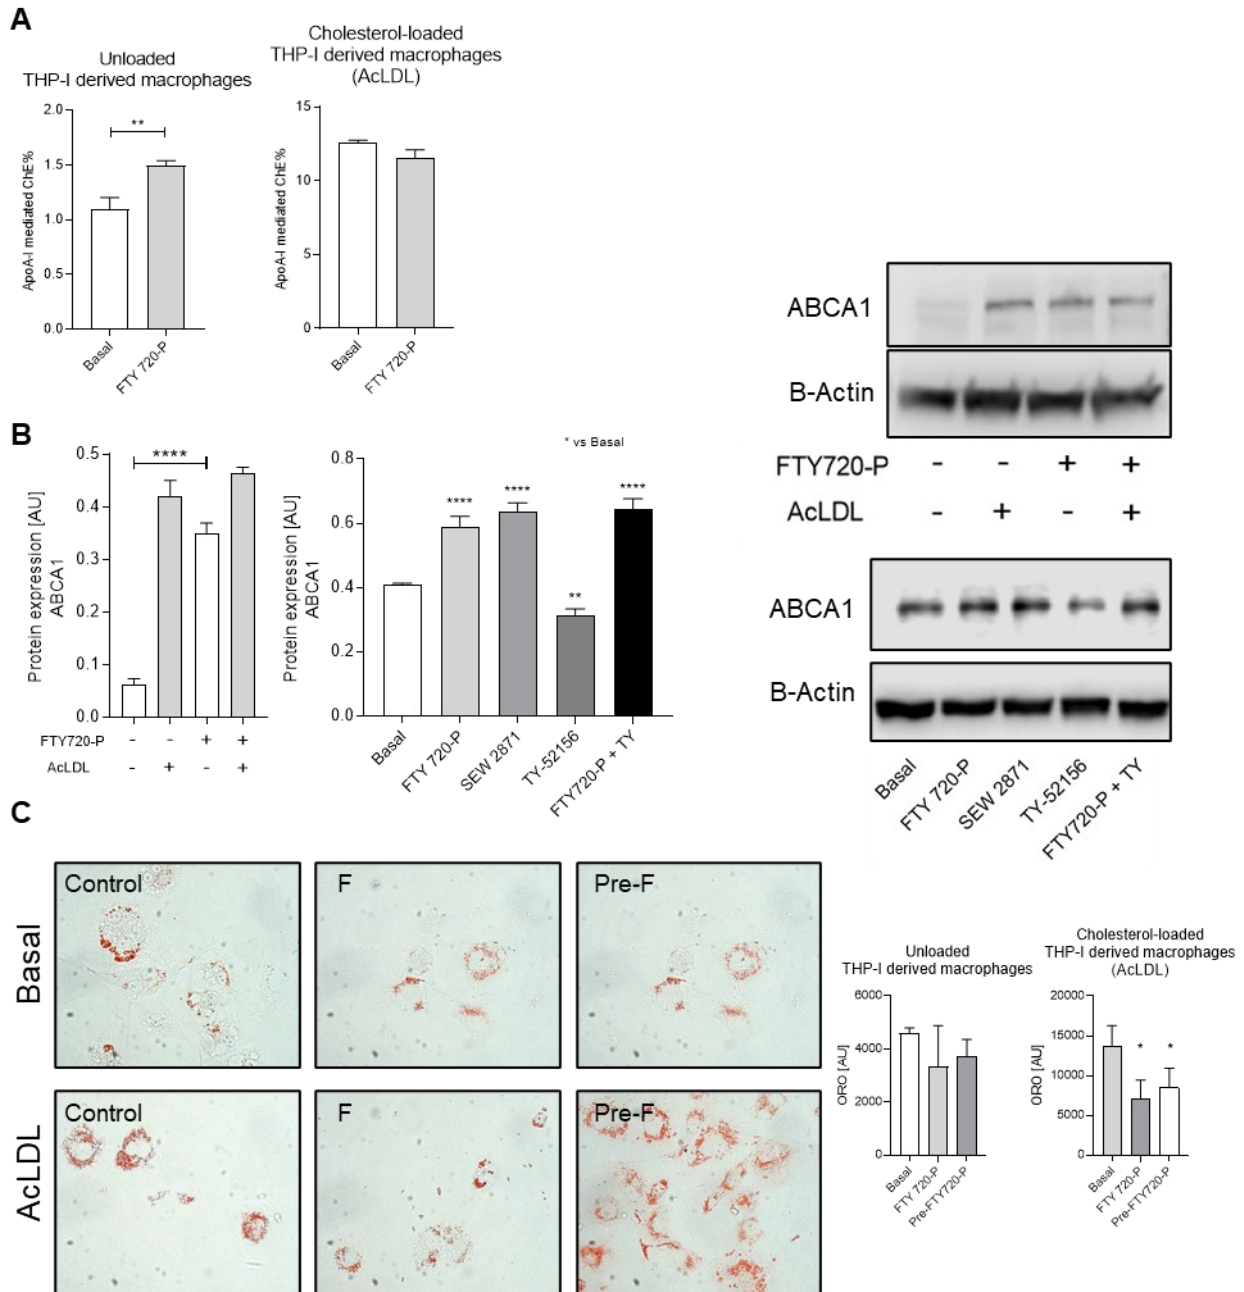 A
Unloaded
THP-I derived macrophages
ApoA-I mediated ChE%
2.0
1.5
1.0
0.5
0.0
**
Basal
FTY 720-P
Cholesterol-loaded
THP-I derived macrophages
(AcLDL)
ApoA-I mediated ChE%
15
10
5
0
Basal
FTY 720-P
B
Protein expression [AU]
ABCA1
0.5
0.4
0.3
0.2
0.1
0.0
****
FTY720-P - - + +
AcLDL - + - +
Protein expression [AU]
ABCA1
0.8
0.6
0.4
0.2
0.0
* vs Basal
****
****
**
****
Basal
FTY 720-P
SEW 2871
TY-52156
FTY720-P + TY
ABCA1
B-Actin
FTY720-P - - + +
AcLDL - + - +
ABCA1
B-Actin
Basal
FTY 720-P
SEW 2871
TY-52156
FTY720-P + TY
C
Basal
Control
F
Pre-F
AcLDL
Control
F
Pre-F
Unloaded
THP-I derived macrophages
ORO [AU]
6000
4000
2000
0
Basal
FTY 720-P
Pre-FTY720-P
Cholesterol-loaded
THP-I derived macrophages
(AcLDL)
ORO [AU]
20000
15000
10000
5000
0
*
*
Basal
FTY 720-P
Pre-FTY720-P